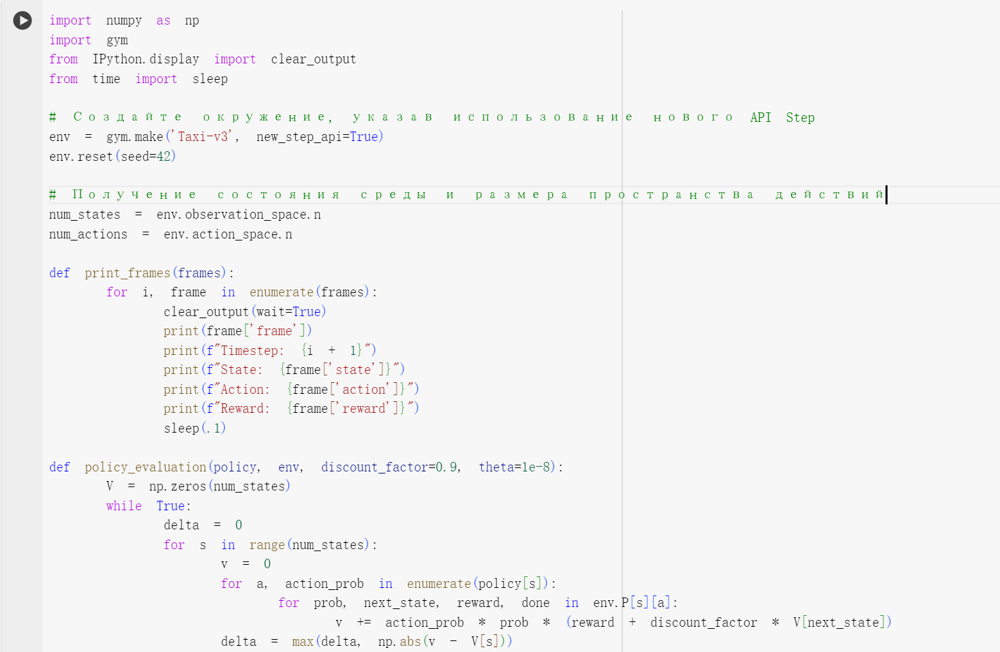 import numpy as np
import gym
from IPython.display import clear_output
from time import sleep
# Создайте окружение, указав использование нового API Step
env = gym.make('Taxi-v3', new_step_api=True)
env.reset(seed=42)
# Получение состояния среды и размера пространства действий
num_states = env.observation_space.n
num_actions = env.action_space.n
def print_frames(frames):
for i, frame in enumerate(frames):
clear_output(wait=True)
print(frame['frame'])
print(f"Timestep: {i + 1}")
print(f"State: {frame['state']}")
print(f"Action: {frame['action']}")
print(f"Reward: {frame['reward']}")
sleep(.1)
def policy_evaluation(policy, env, discount_factor=0.9, theta=1e-8):
V = np.zeros(num_states)
while True:
delta = 0
for s in range(num_states):
v = 0
for a, action_prob in enumerate(policy[s]):
for prob, next_state, reward, done in env.P[s][a]:
v += action_prob * prob * (reward + discount_factor * V[next_state])
delta = max(delta, np.abs(v - V[s]))